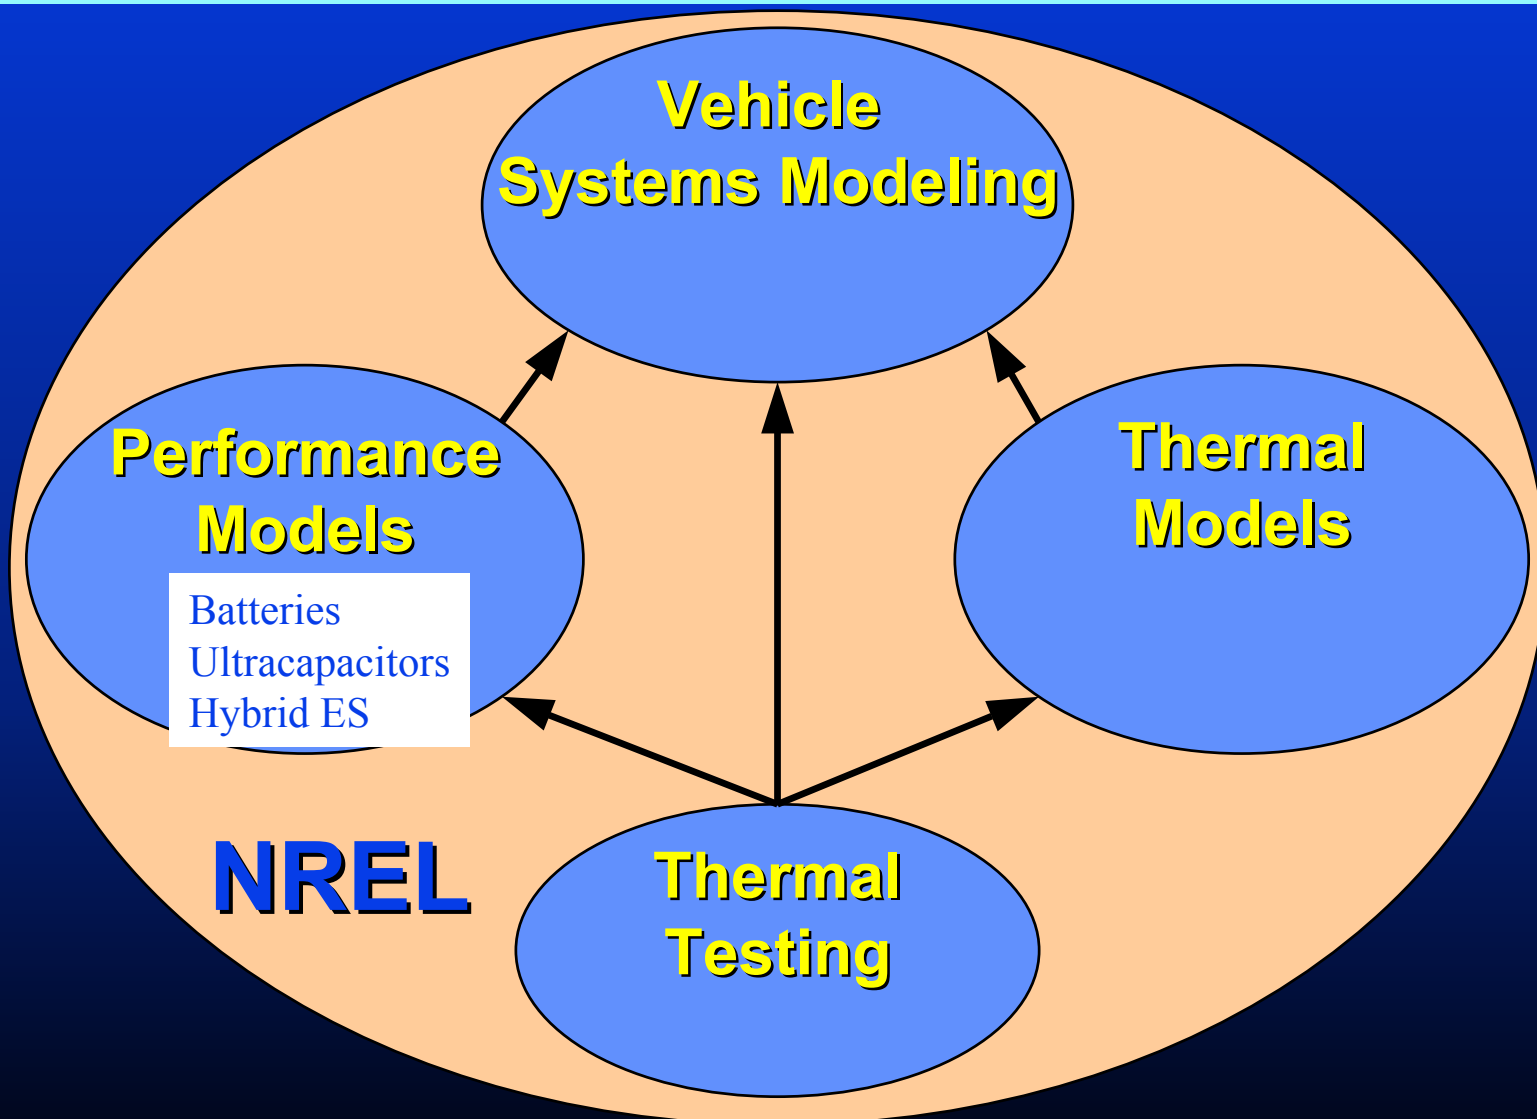 Vehicle
Systems Modeling
Performance
Models
Batteries
Ultracapacitors
Hybrid ES
Thermal
Models
NREL
Thermal
Testing